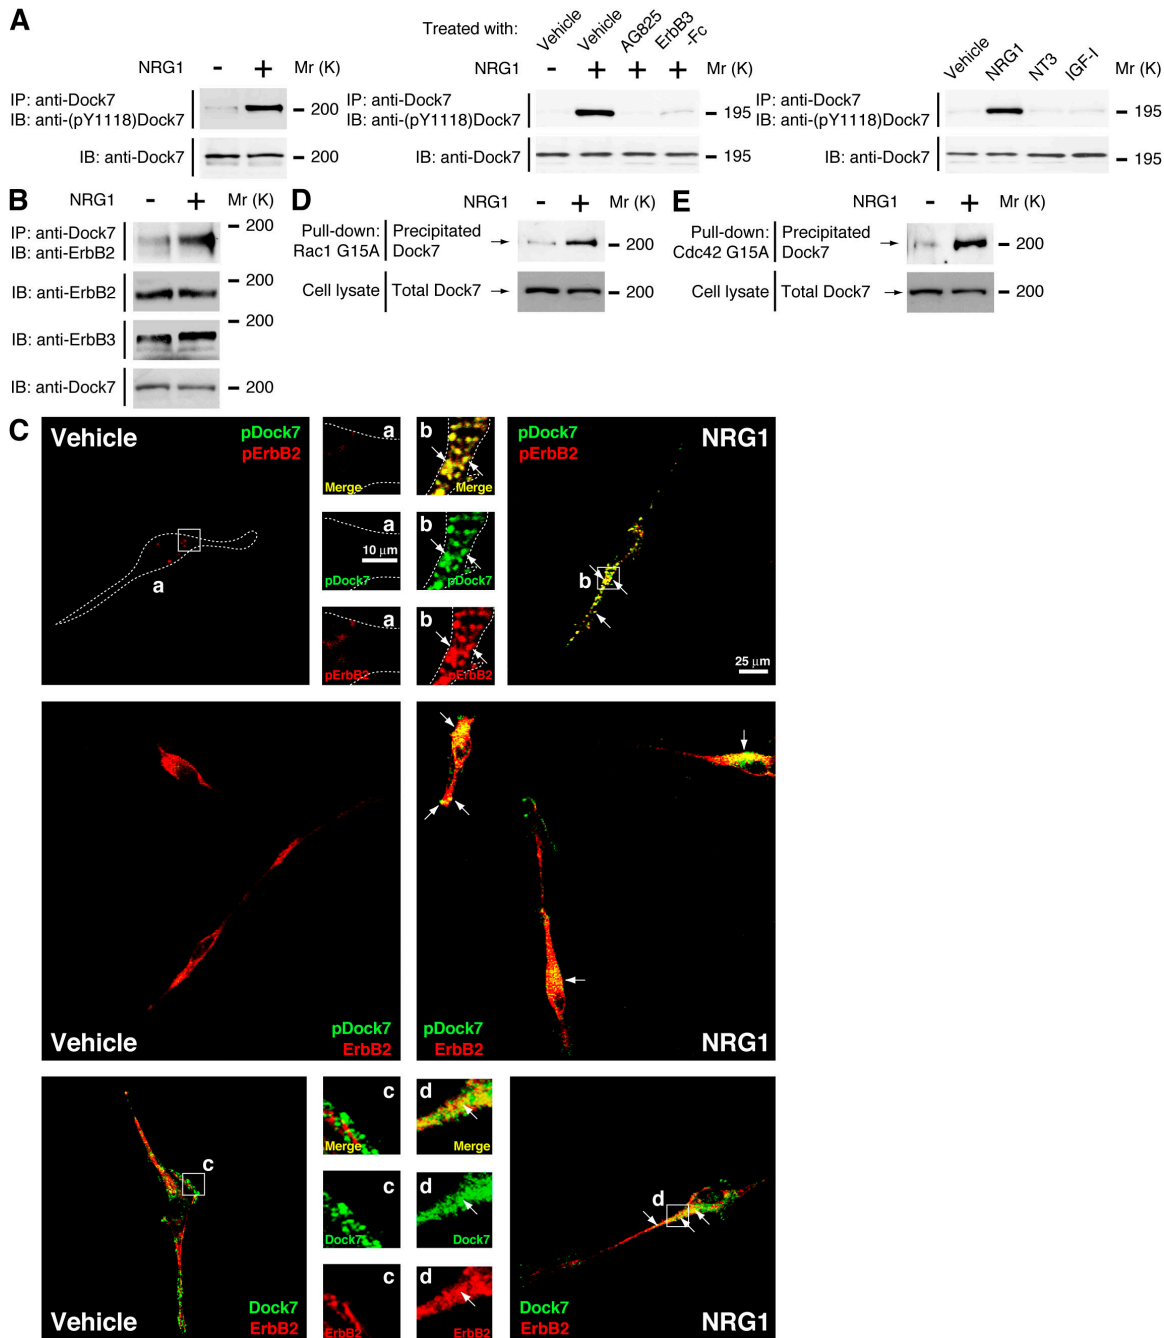 A
NRG1 - + Mr (K)
IP: anti-Dock7
IB: anti-(pY1118)Dock7
200
IB: anti-Dock7
200
Treated with: Vehicle Vehicle AG825 ErbB3
-Fc
NRG1 - + + + Mr (K)
IP: anti-Dock7
IB: anti-(pY1118)Dock7
195
IB: anti-Dock7
195
Vehicle NRG1 NT3 IGF-I Mr (K)
IP: anti-Dock7
IB: anti-(pY1118)Dock7
195
IB: anti-Dock7
195
B
NRG1 - + Mr (K)
200
IP: anti-Dock7
IB: anti-ErbB2
200
IB: anti-ErbB2
200
IB: anti-ErbB3
IB: anti-Dock7
200
D
NRG1 - + Mr (K)
Pull-down:
Rac1 G15A
Precipitated
Dock7
200
Cell lysate
Total Dock7
200
E
NRG1 - + Mr (K)
Pull-down:
Cdc42 G15A
Precipitated
Dock7
200
Cell lysate
Total Dock7
200
C
Vehicle
pDock7
pErbB2
a
a
Merge
a
10 µm
pDock7
a
pErbB2
b
Merge
b
pDock7
b
pErbB2
pDock7
pErbB2
NRG1
b
25 µm
Vehicle
pDock7
ErbB2
pDock7
ErbB2
NRG1
c
Vehicle
Dock7
ErbB2
c
Merge
c
Dock7
c
ErbB2
d
Merge
d
Dock7
d
ErbB2
d
Dock7
ErbB2
NRG1